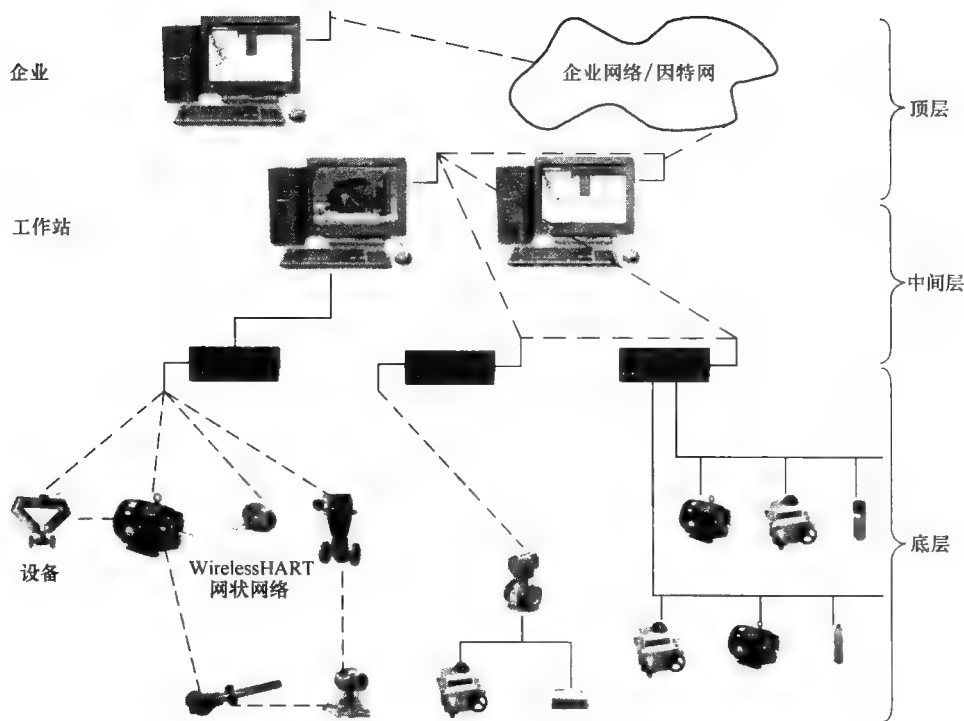 企业
企业网络/因特网
顶层
工作站
中间层
设备
WirelessHART
网状网络
底层